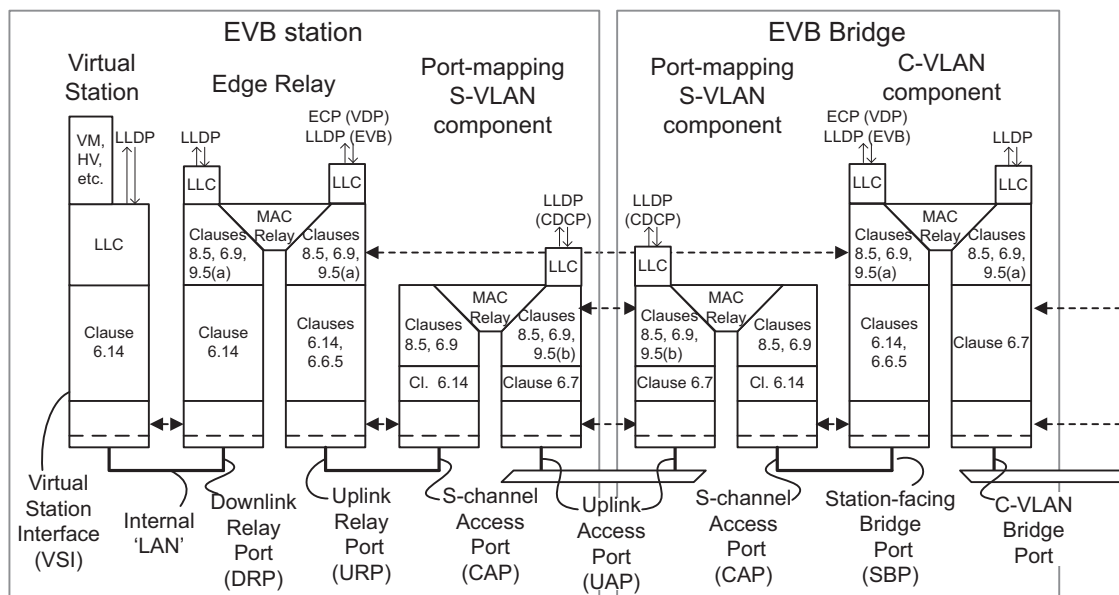 EVB station
EVB Bridge
Virtual
Station
Edge Relay
Port-mapping
S-VLAN
component
Port-mapping
S-VLAN
component
C-VLAN
component
VM,
HV,
etc.
LLDP
LLDP
ECP (VDP)
LLDP (EVB)
LLDP
(CDCP)
LLDP
(CDCP)
ECP (VDP)
LLDP (EVB)
LLDP
LLC
LLC
LLC
LLC
LLC
LLC
LLC
MAC
Relay
Clauses
8.5, 6.9,
9.5(a)
Clauses
8.5, 6.9,
9.5(a)
MAC
Relay
Clauses
8.5, 6.9
Clauses
8.5, 6.9,
9.5(b)
MAC
Relay
Clauses
8.5, 6.9,
9.5(b)
Clauses
8.5, 6.9
MAC
Relay
Clauses
8.5, 6.9,
9.5(a)
Clauses
8.5, 6.9,
9.5(a)
Clause
6.14
Clause
6.14
Clauses
6.14,
6.6.5
Cl. 6.14
Clause 6.7
Clause 6.7
Cl. 6.14
Clauses
6.14,
6.6.5
Clause 6.7
Virtual
Station
Interface
(VSI)
Internal
‘LAN’
Downlink
Relay
Port
(DRP)
Uplink
Relay
Port
(URP)
S-channel
Access
Port
(CAP)
Uplink
Access
Port
(UAP)
S-channel
Access
Port
(CAP)
Station-facing
Bridge
Port
(SBP)
C-VLAN
Bridge
Port